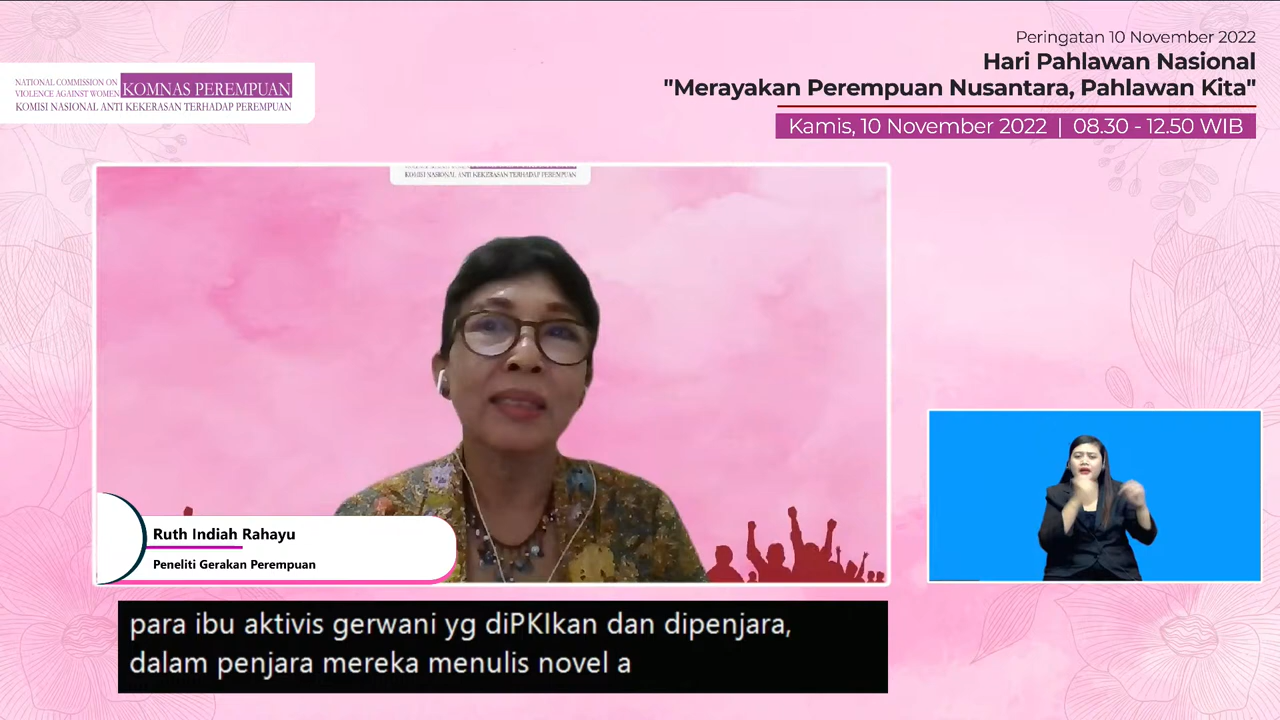 Peringatan 10 November 2022
Hari Pahlawan Nasional
"Merayakan Perempuan Nusantara, Pahlawan Kita"
Kamis, 10 November 2022 | 08.30 - 12.50 WIB
NATIONAL COMMISSION ON
VIOLENCE AGAINST WOMEN
KOMNAS PEREMPUAN
KOMISI NASIONAL ANTI KEKERASAN TERHADAP PEREMPUAN
KOMISI NASIONAL ANTI KEKERASAN TERHADAP PEREMPUAN
Ruth Indiah Rahayu
Peneliti Gerakan Perempuan
para ibu aktivis gerwani yg diPKIkan dan dipenjara,
dalam penjara mereka menulis novel a